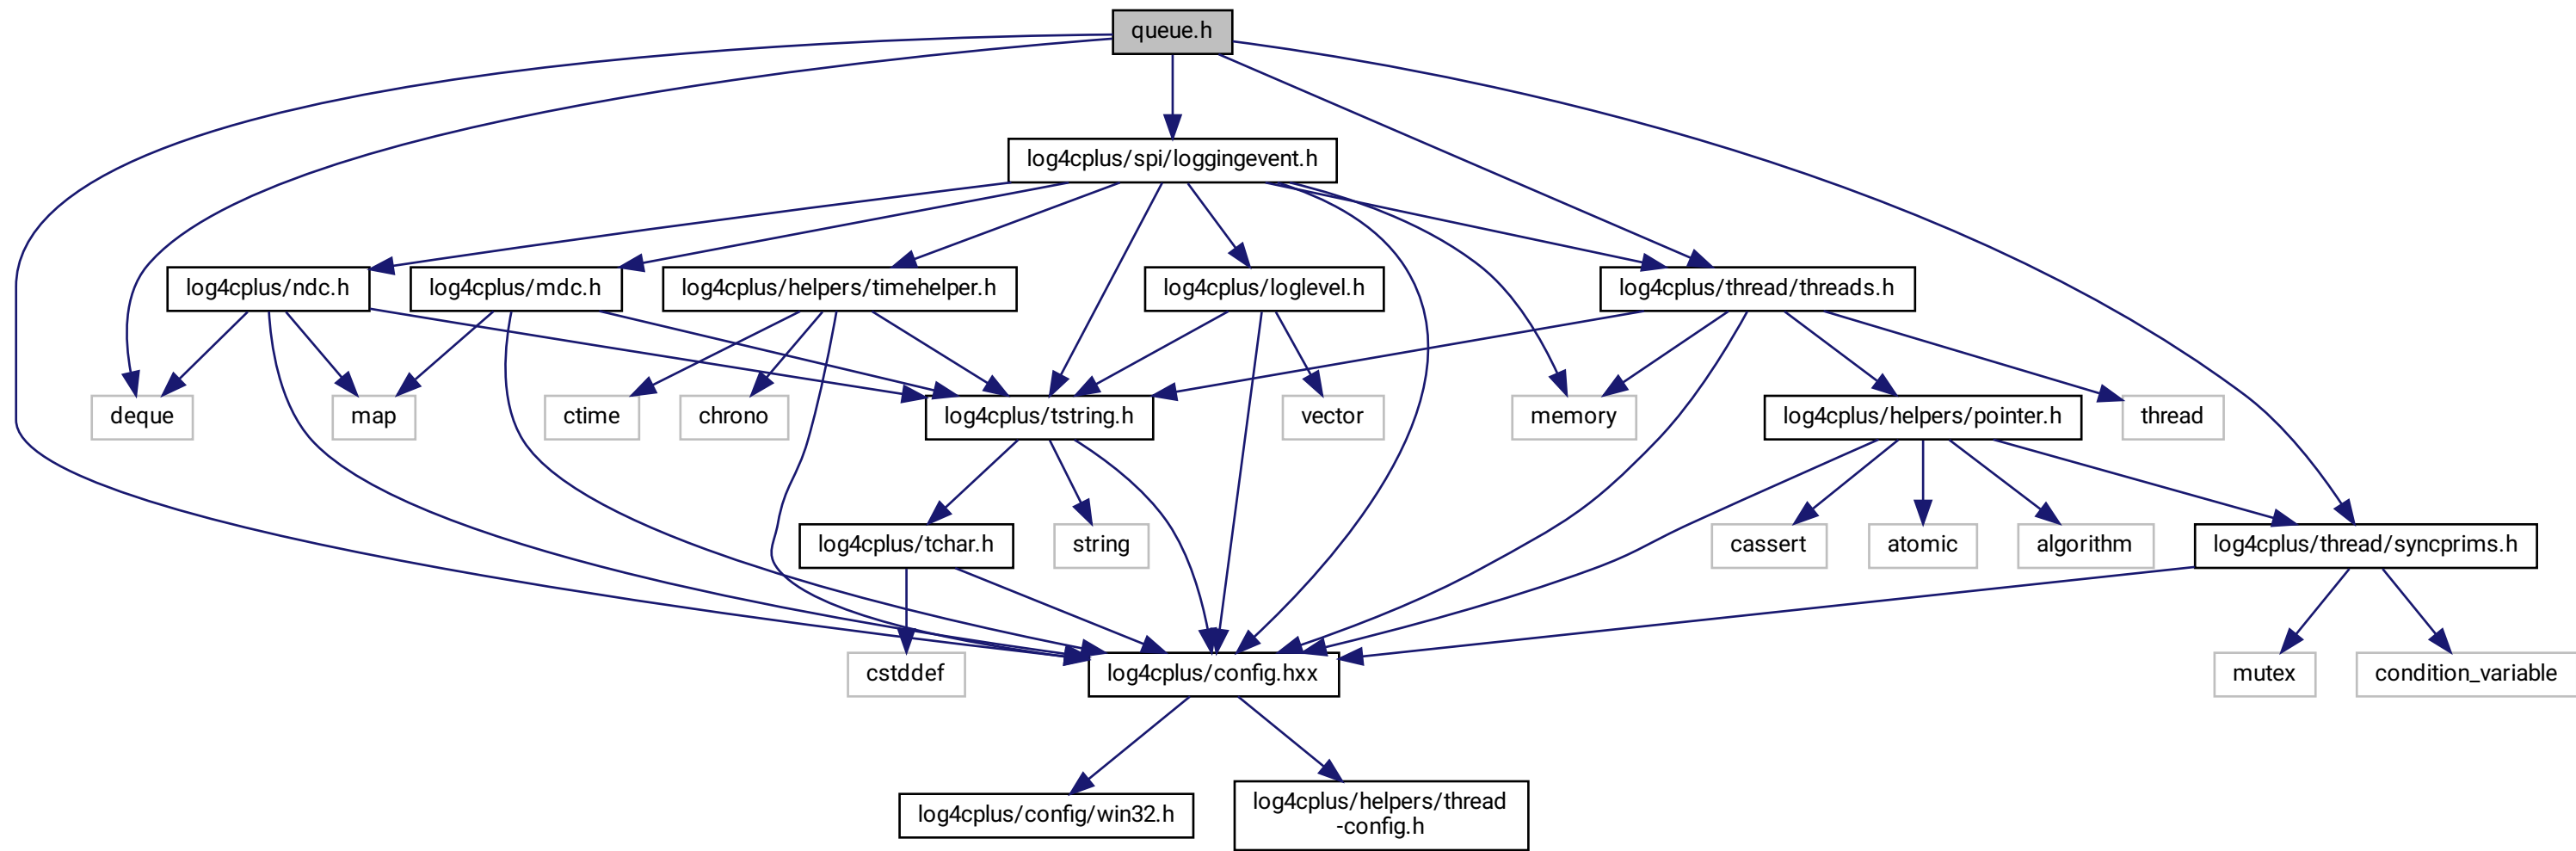 queue.h
log4cplus/spi/loggingevent.h
log4cplus/ndc.h
log4cplus/mdc.h
log4cplus/helpers/timehelper.h
log4cplus/loglevel.h
log4cplus/thread/threads.h
deque
map
ctime
chrono
log4cplus/tstring.h
vector
memory
log4cplus/helpers/pointer.h
thread
log4cplus/tchar.h
string
cassert
atomic
algorithm
log4cplus/thread/syncprims.h
cstddef
log4cplus/config.hxx
mutex
condition_variable
log4cplus/config/win32.h
log4cplus/helpers/thread
-config.h